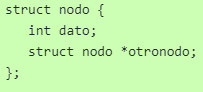 struct nodo {
   int dato;
   struct nodo *otronodo;
};